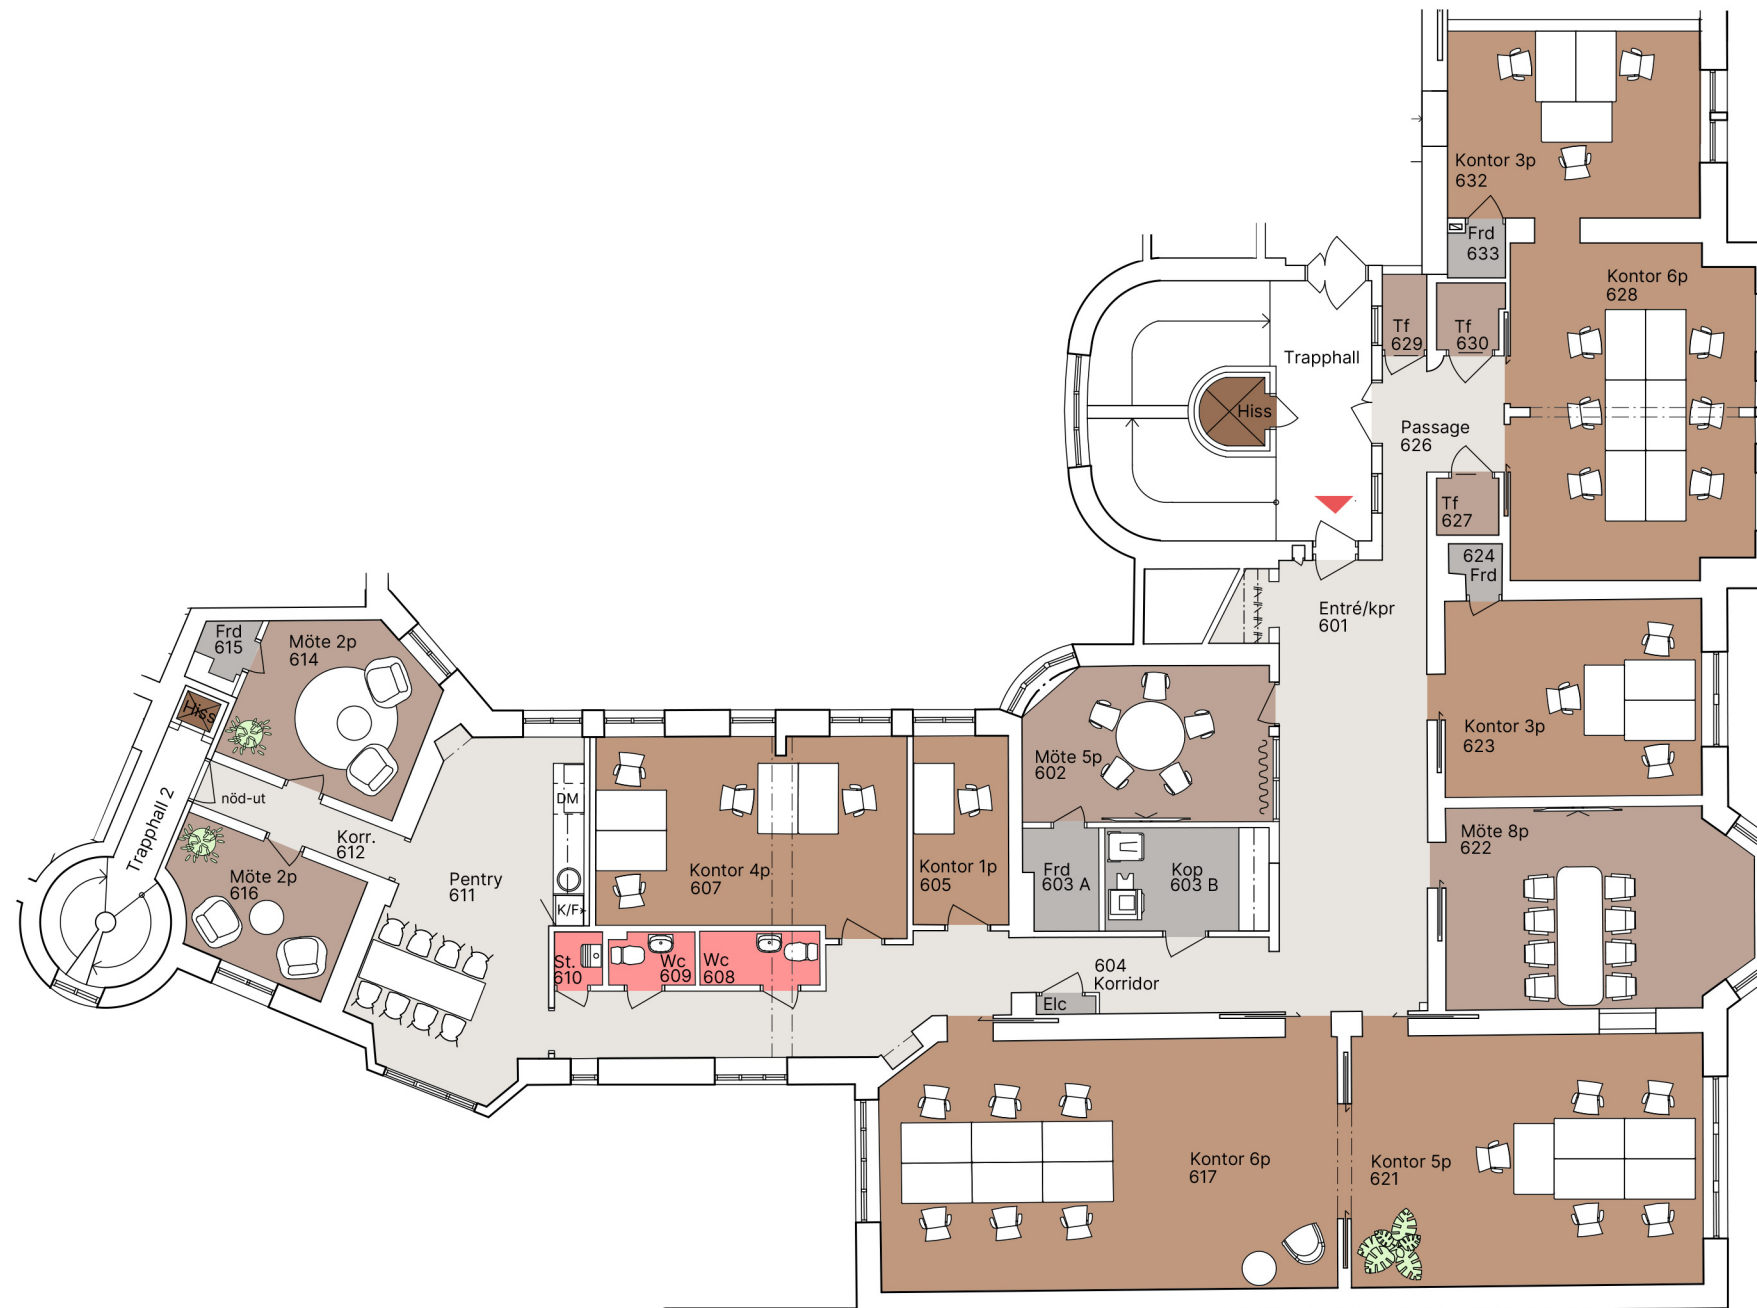 Kontor 3p
632
Frd
633
Kontor 6p
628
Tf
629
Tf
630
Trapphall
Hiss
Passage
626
Tf
627
624
Frd
Entré/kpr
601
Frd
615
Möte 2p
614
Hiss
Möte 5p
602
Kontor 3p
623
DM
nöd-ut
Trapphall 2
Korr.
612
Möte 8p
622
Möte 2p
616
Pentry
611
K/F
Kontor 4p
607
Kontor 1p
605
Frd
603 A
Kop
603 B
St.
610
Wc
609
Wc
608
604
Korridor
Elc
Kontor 6p
617
Kontor 5p
621